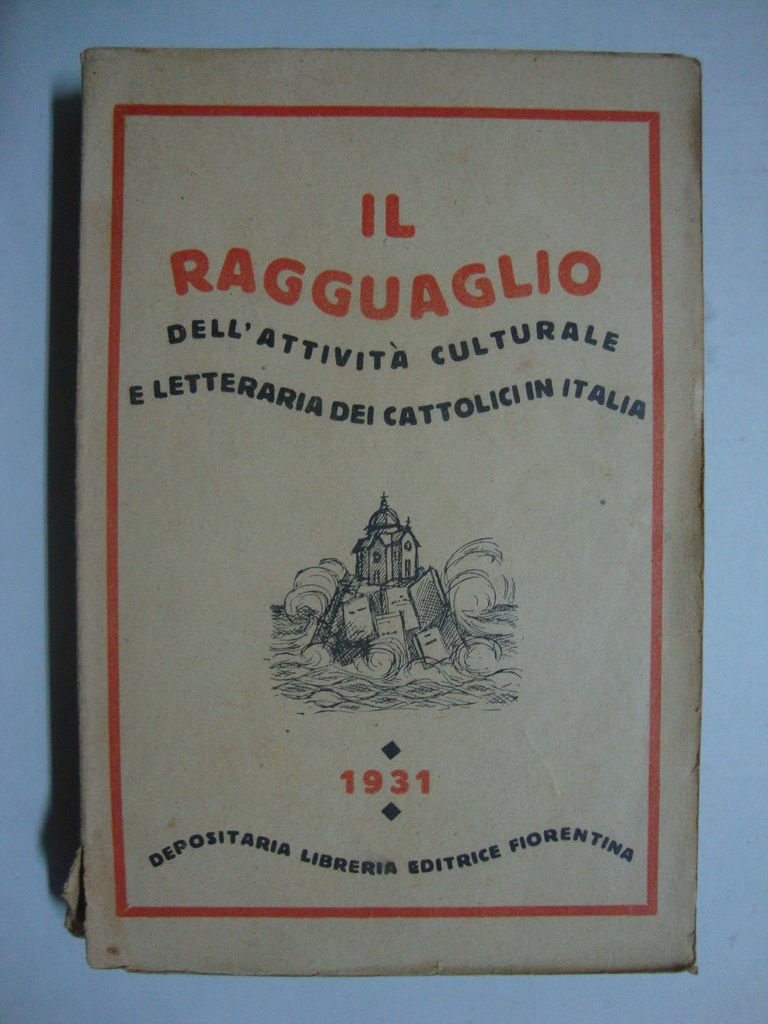 IL
RAGGUAGLIO
DELL'ATTIVITÀ CULTURALE
E LETTERARIA DEI CATTOLICI IN ITALIA
1931
DEPOSITARIA LIBRERIA EDITRICE FIORENTINA